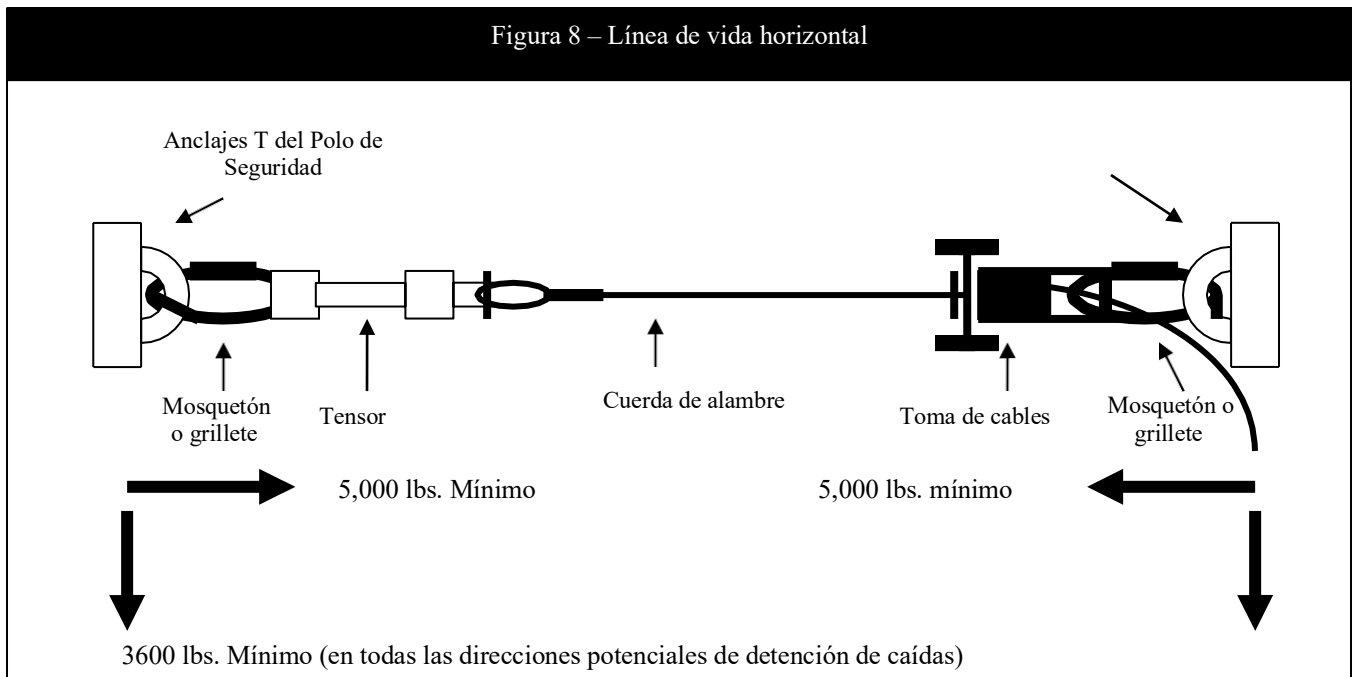 Figura 8 – Línea de vida horizontal
Anclajes T del Polo de
Seguridad
Mosquetón
o grillete
Tensor
Cuerda de alambre
Toma de cables
Mosquetón o
grillete
5,000 lbs. Mínimo
5,000 lbs. mínimo
3600 lbs. Mínimo (en todas las direcciones potenciales de detención de caídas)